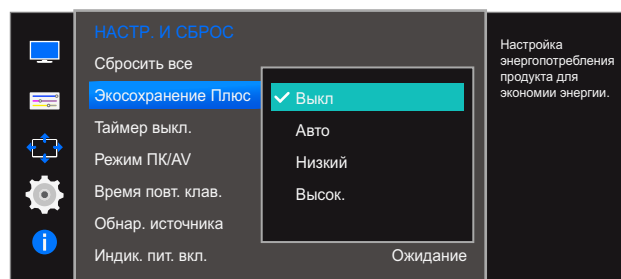 НАСТР. И СБРОС
Сбросить все
Экосохранение Плюс
Таймер выкл.
Режим ПК/AV
Время повт. клав.
Обнар. источника
Индик. пит. вкл.
Выкл
Авто
Низкий
Высок.
Ожидание
Настройка
энергопотребления
продукта для
экономии энергии.